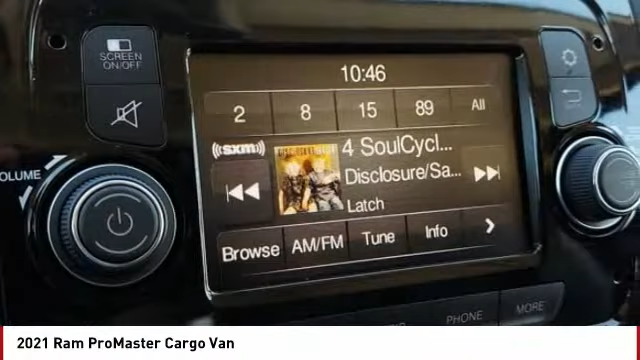 SCREEN
ON/OFF
VOLUME
10:46
2 8 15 89 All
((sxm))
4 SoulCycl...
Disclosure/Sa...
Latch
Browse AM/FM Tune Info
PHONE MORE
2021 Ram ProMaster Cargo Van